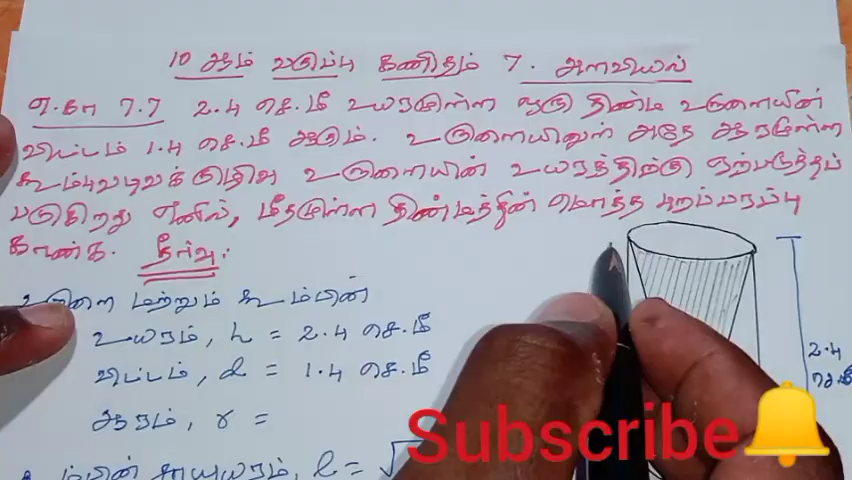 10 ஆம் வகுப்பு கணிதம் 7. அளவியல்
எ.கா 7.7 2.4 செ.மீ உயரமுள்ள ஒரு திண்ம உருளையின்
விட்டம் 1.4 செ.மீ ஆகும். உருளையினுள் அதே ஆரமுள்ள
கூம்புவடிவக் குழிவு உருளையின் உயரத்திற்கு ஏற்படுத்தப்
படுகிறது எனில், மீதமுள்ள திண்மத்தின் மொத்த புறப்பரப்பு
காண்க. தீர்வு:
உருளை மற்றும் கூம்பின்
உயரம், h = 2.4 செ.மீ
விட்டம், d = 1.4 செ.மீ
ஆரம், r =
சாயுயரம், l = √
2.4
செ.மீ
Subscribe